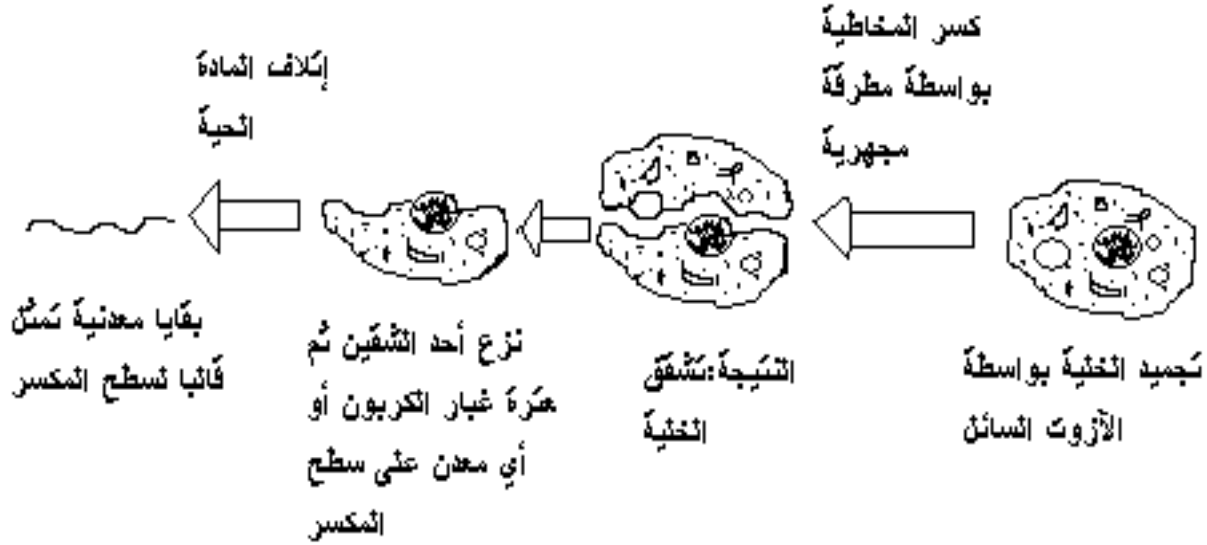 كسر المخاطية
بواسطة مطرقة
مجهرية
إتلاف المادة
الحية
تجميد الخلية بواسطة
الآزوت السائل
النتيجة:تشقق
الخلية
نزع أحد الشقين ثم
عترة غبار الكربون أو
أي معدن على سطح
المكسر
بقايا معدنية تمثل
قالبا لسطح المكسر